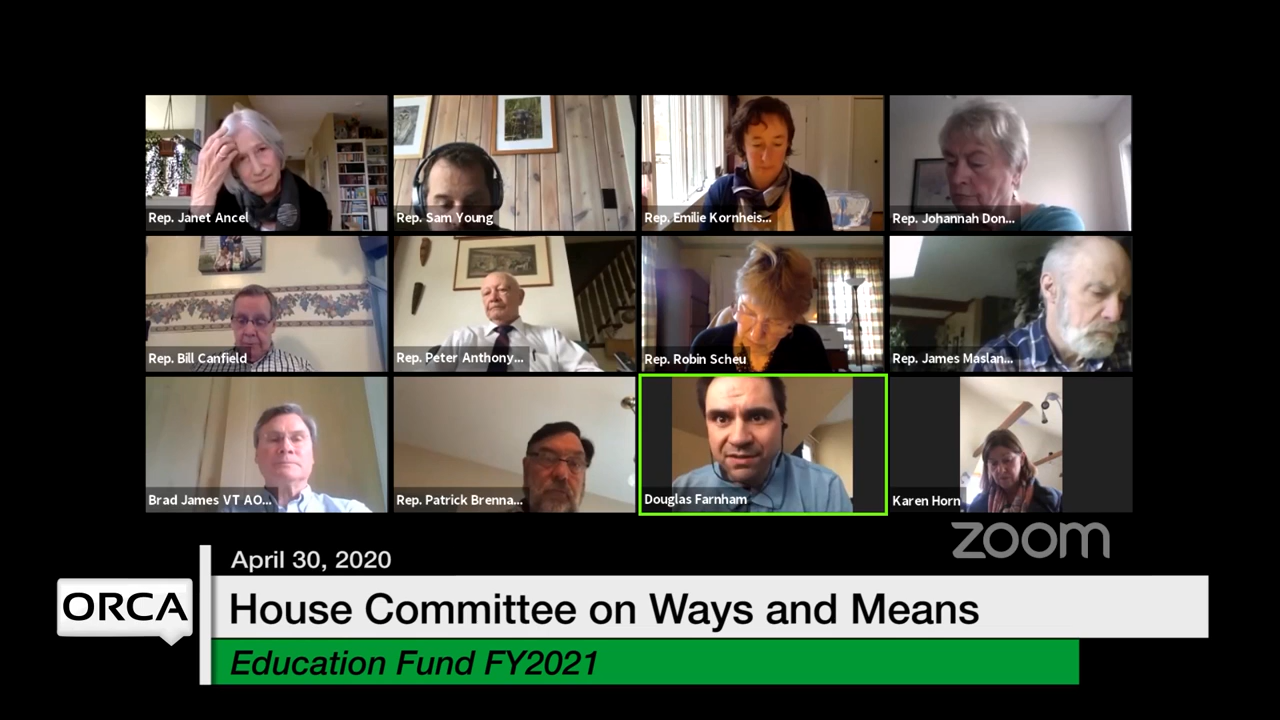 Rep. Janet Ancel
Rep. Sam Young
Rep. Emilie Kornheis...
Rep. Johannah Don...
Rep. Bill Canfield
Rep. Peter Anthony...
Rep. Robin Scheu
Rep. James Maslan...
Brad James VT AO...
Rep. Patrick Brenna...
Douglas Farnham
Karen Horn
zoom
April 30, 2020
ORCA
House Committee on Ways and Means
Education Fund FY2021